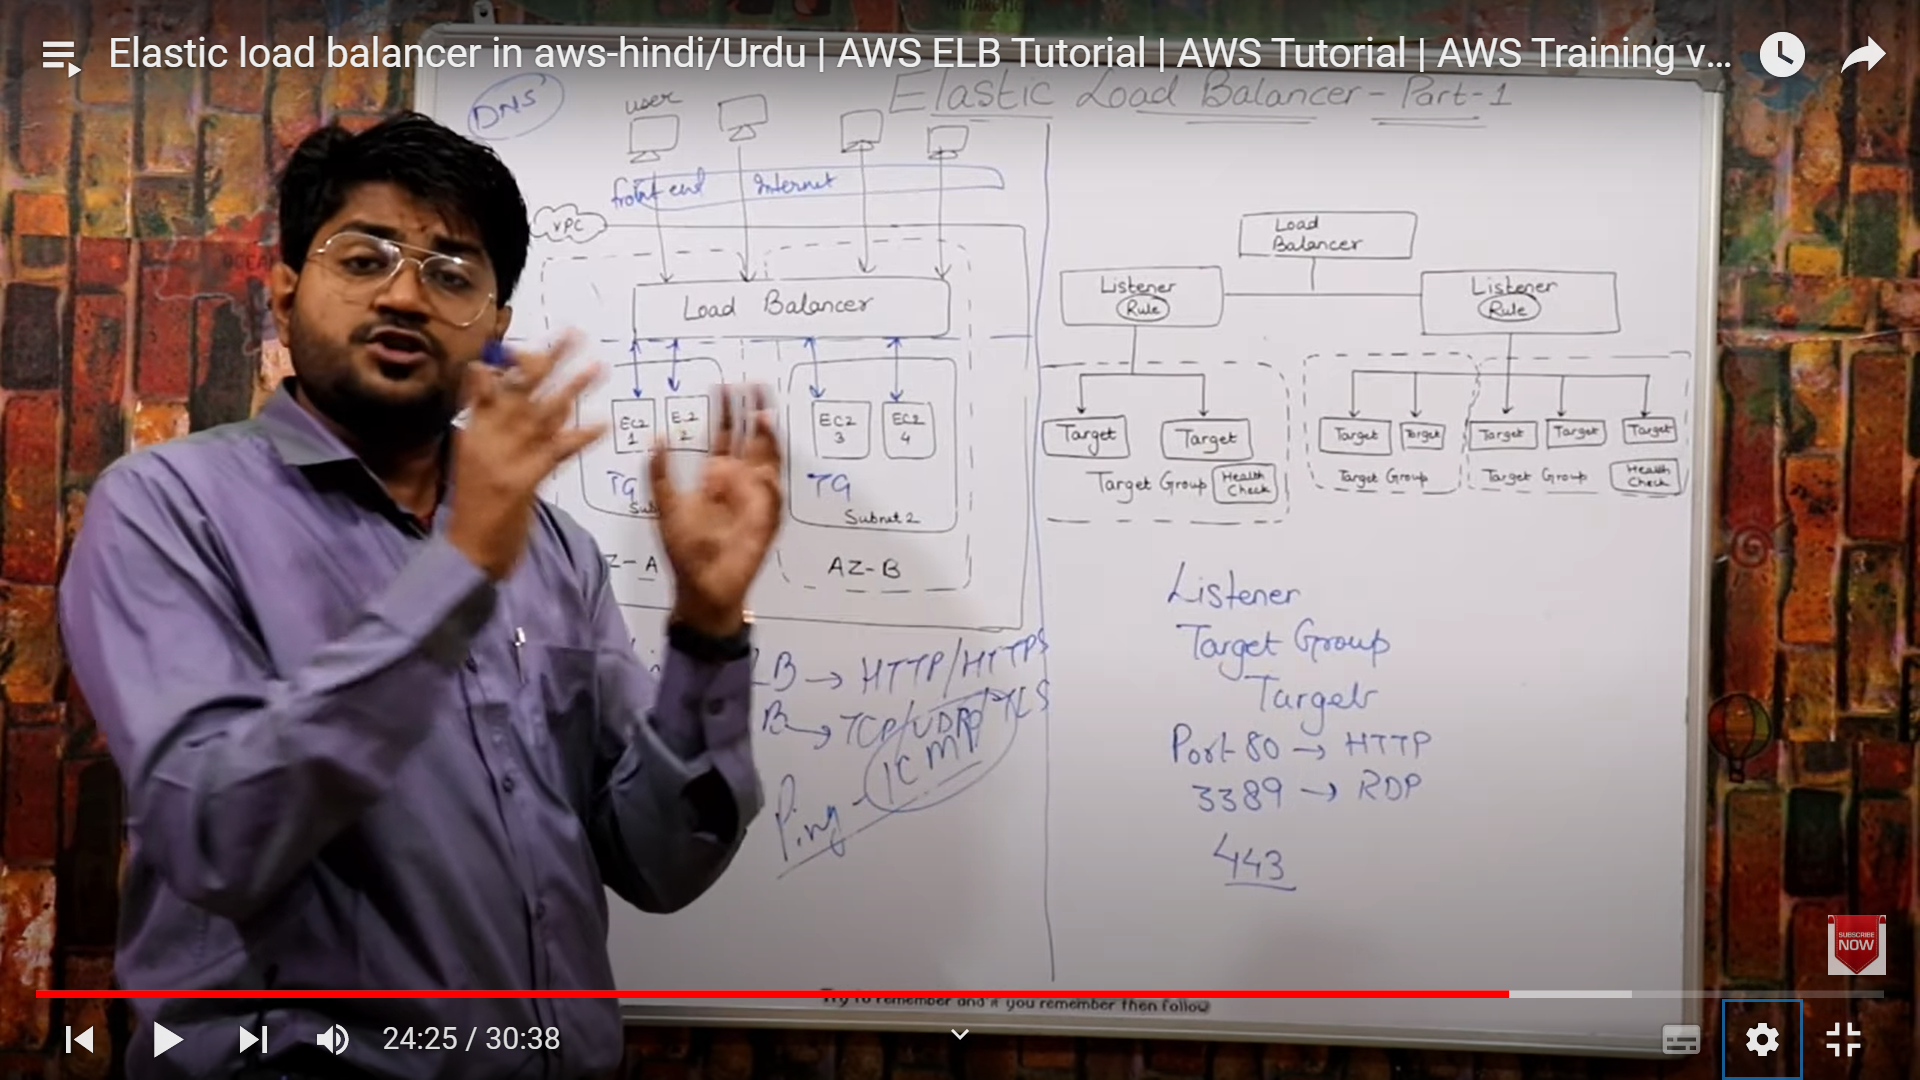 Elastic load balancer in aws-hindi/Urdu | AWS ELB Tutorial | AWS Tutorial | AWS Training v...
DNS
user
Elastic Load Balancer - Part-1
front end Internet
VPC
Load Balancer
EC2
1
2
EC2
3
EC2
4
TG
TG
Subnet 2
AZ-B
B → HTTP/HTTPS
B → TCP/UDP/TLS
Ping - ICMP
Load
Balancer
Listener
Rule
Listener
Rule
Target
Target
Target Group
Health
Check
Target
Target
Target
Target
Target
Target Group
Target Group
Health
Check
Listener
Target Group
Targets
Port 80 → HTTP
3389 → RDP
443
SUBSCRIBE
NOW
Try to remember and if you remember then follow
24:25 / 30:38